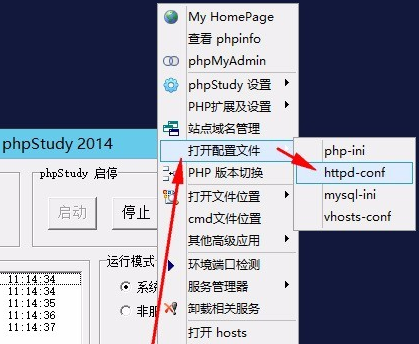 My HomePage
查看 phpinfo
phpMyAdmin
phpStudy 设置
PHP扩展及设置
站点域名管理
打开配置文件
PHP 版本切换
打开文件位置
cmd文件位置
其他高级应用
环境端口检测
服务管理器
卸载相关服务
打开 hosts
php-ini
httpd-conf
mysql-ini
vhosts-conf
phpStudy 2014
phpStudy 启停
启动
停止
运行模式
系统
非服
11:14:34
11:14:34
11:14:35
11:14:36
11:14:37